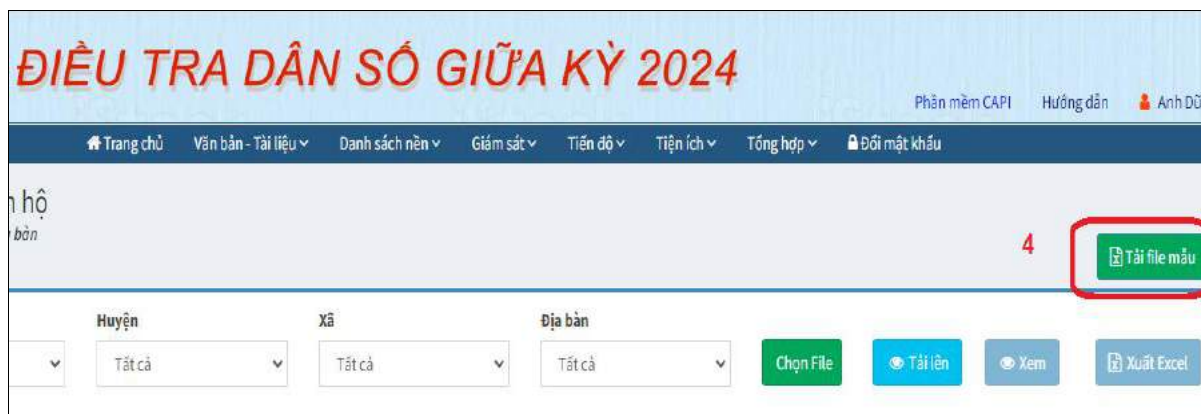 ĐIỀU TRA DÂN SỐ GIỮA KỲ 2024
Phần mềm CAPI Hướng dẫn Anh Dũ
Trang chủ Văn bản - Tài liệu Danh sách nền Giám sát Tiến độ Tiện ích Tổng hợp Đổi mật khẩu
hộ
bàn
4
Tải file mẫu
Huyện Xã Địa bàn
Tất cả Tất cả Tất cả Chọn File Tải lên Xem Xuất Excel